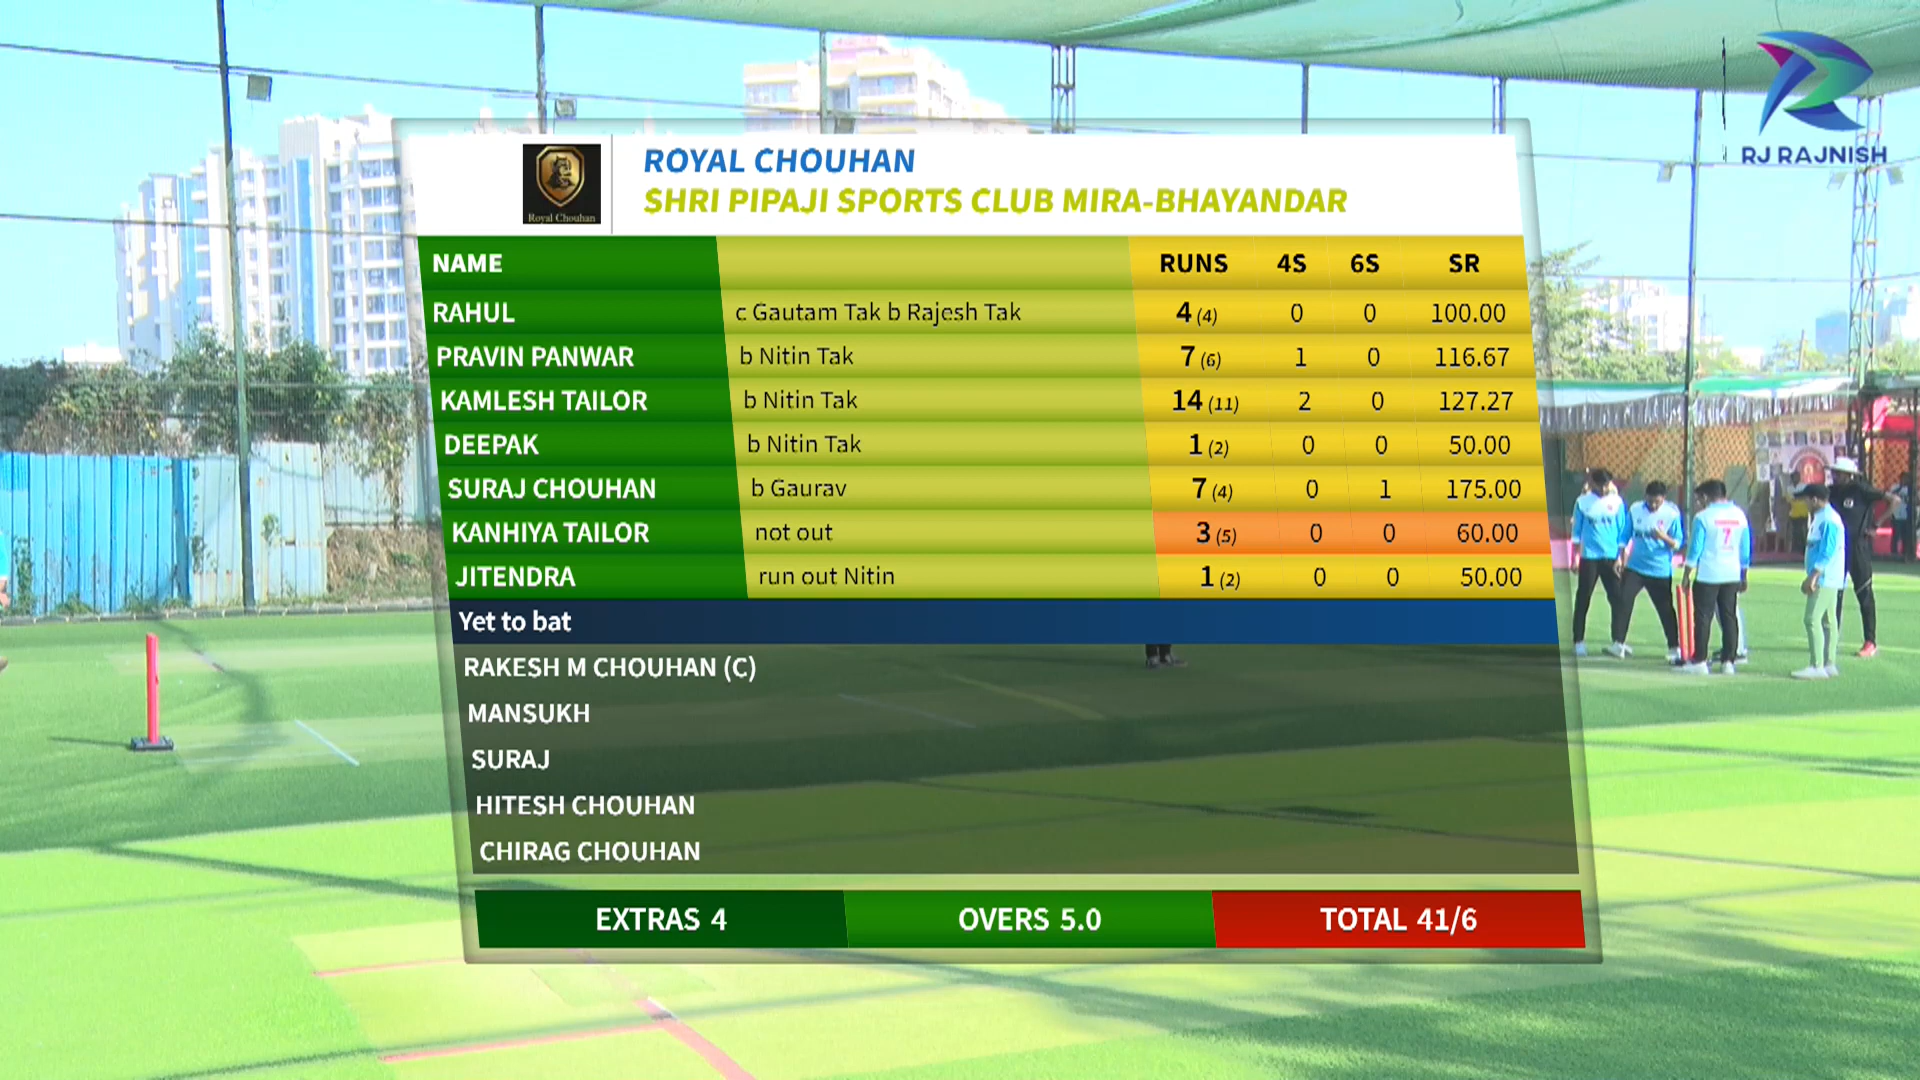 RJ RAJNISH
Royal Chouhan
ROYAL CHOUHAN
SHRI PIPAJI SPORTS CLUB MIRA-BHAYANDAR
NAME RUNS 4S 6S SR
RAHUL c Gautam Tak b Rajesh Tak 4 (4) 0 0 100.00
PRAVIN PANWAR b Nitin Tak 7 (6) 1 0 116.67
KAMLESH TAILOR b Nitin Tak 14 (11) 2 0 127.27
DEEPAK b Nitin Tak 1 (2) 0 0 50.00
SURAJ CHOUHAN b Gaurav 7 (4) 0 1 175.00
KANHIYA TAILOR not out 3 (5) 0 0 60.00
JITENDRA run out Nitin 1 (2) 0 0 50.00
Yet to bat
RAKESH M CHOUHAN (C)
MANSUKH
SURAJ
HITESH CHOUHAN
CHIRAG CHOUHAN
EXTRAS 4 OVERS 5.0 TOTAL 41/6
7